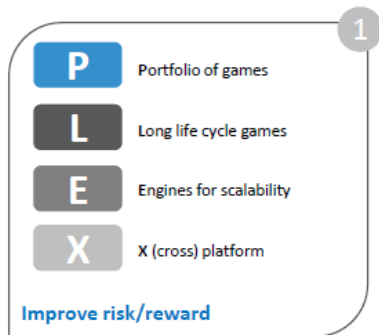 1
P Portfolio of games
L Long life cycle games
E Engines for scalability
X X (cross) platform
Improve risk/reward